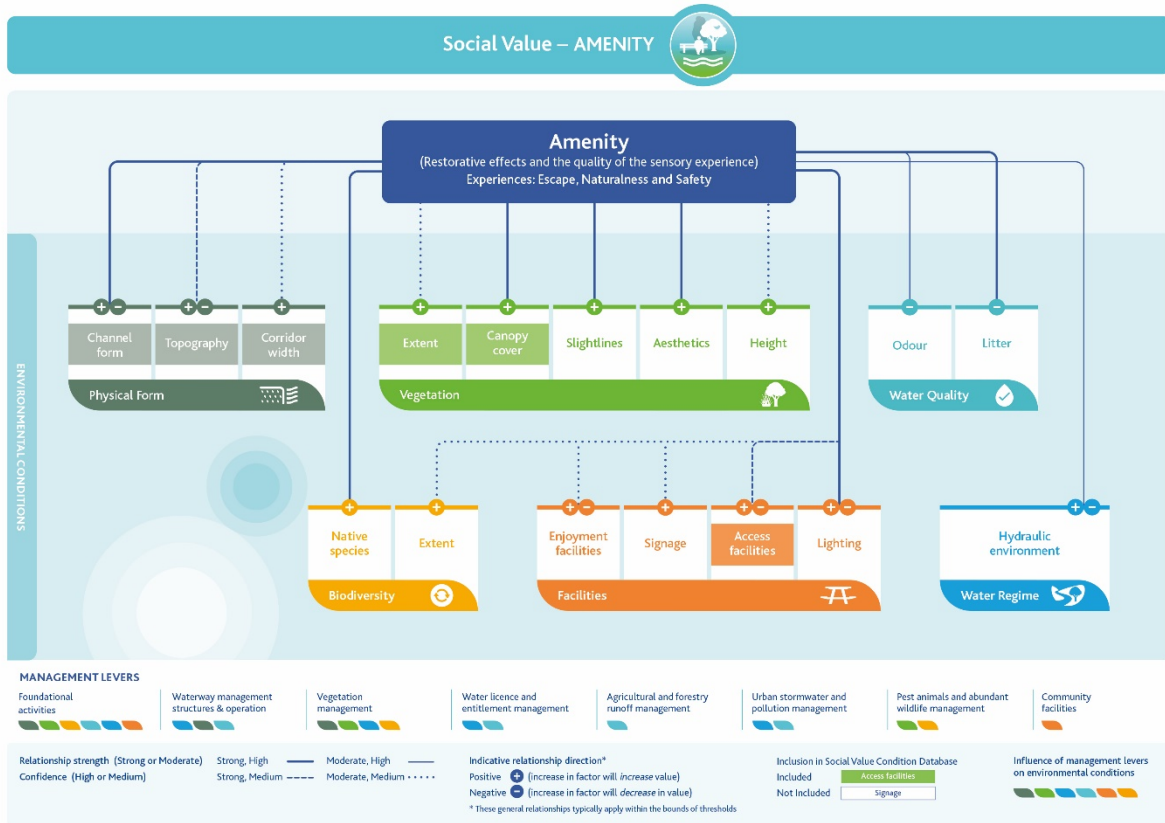 Social Value – AMENITY
Amenity
(Restorative effects and the quality of the sensory experience)
Experiences: Escape, Naturalness and Safety
ENVIRONMENTAL CONDITIONS
Channel
form
Topography
Corridor
width
Physical Form
Extent
Canopy
cover
Slightlines
Aesthetics
Height
Vegetation
Odour
Litter
Water Quality
Native
species
Extent
Biodiversity
Enjoyment
facilities
Signage
Access
facilities
Lighting
Facilities
Hydraulic
environment
Water Regime
MANAGEMENT LEVERS
Foundational
activities
Waterway management
structures & operation
Vegetation
management
Water licence and
entitlement management
Agricultural and forestry
runoff management
Urban stormwater and
pollution management
Pest animals and abundant
wildlife management
Community
facilities
Relationship strength (Strong or Moderate)
Confidence (High or Medium)
Strong, High
Moderate, High
Strong, Medium
Moderate, Medium
Indicative relationship direction*
Positive + (increase in factor will increase value)
Negative − (increase in factor will decrease in value)
* These general relationships typically apply within the bounds of thresholds
Inclusion in Social Value Condition Database
Included Access facilities
Not Included Signage
Influence of management levers
on environmental conditions